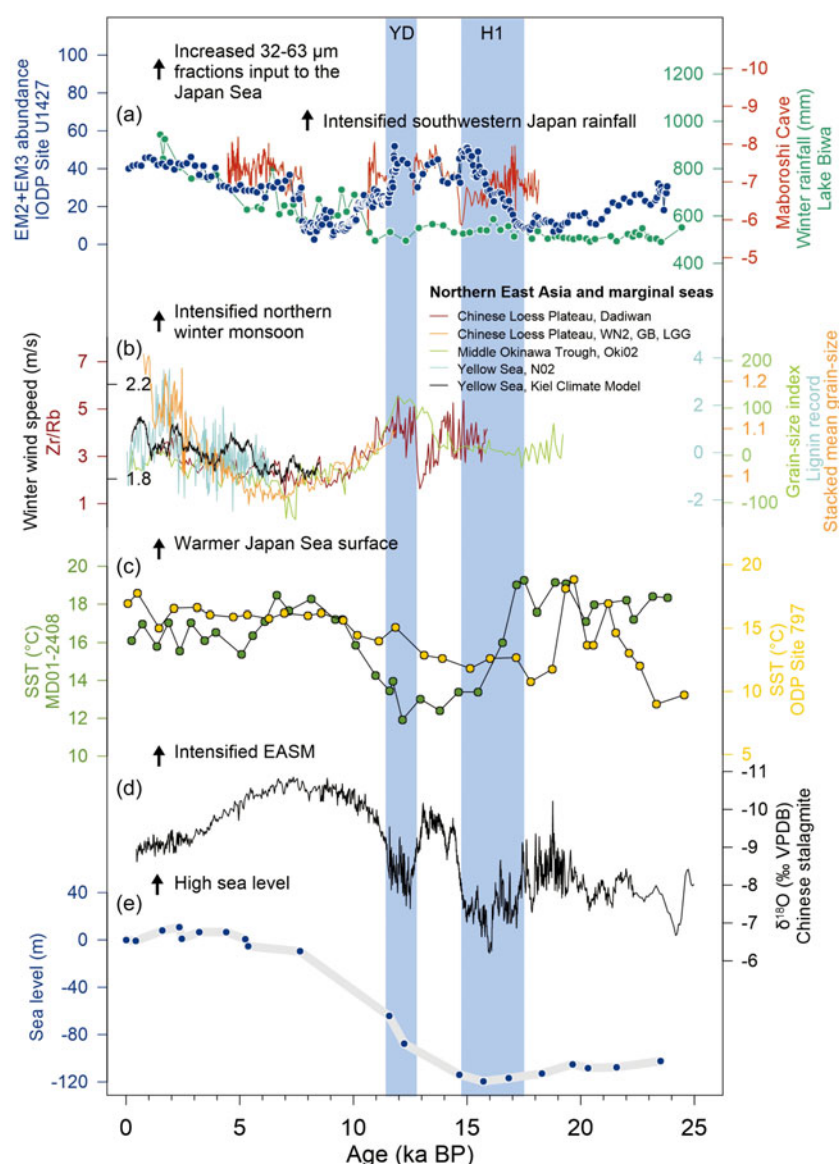 YD
H1
100
80
60
40
20
0
EM2+EM3 abundance
IODP Site U1427
(a)
Increased 32-63 µm
fractions input to the
Japan Sea
Intensified southwestern Japan rainfall
1200
1000
800
600
400
Winter rainfall (mm)
Lake Biwa
-10
-9
-8
-7
-6
-5
Maboroshi Cave
Intensified northern
winter monsoon
(b)
Northern East Asia and marginal seas
Chinese Loess Plateau, Dadiwan
Chinese Loess Plateau, WN2, GB, LGG
Middle Okinawa Trough, Oki02
Yellow Sea, N02
Yellow Sea, Kiel Climate Model
Winter wind speed (m/s)
2.2
1.8
Zr/Rb
7
5
3
1
4
2
0
-2
Lignin record
200
100
0
-100
Grain-size index
1.2
1.1
1
Stacked mean grain-size
Warmer Japan Sea surface
(c)
20
18
16
14
12
10
SST (°C)
MD01-2408
20
15
10
5
SST (°C)
ODP Site 797
Intensified EASM
(d)
-11
-10
-9
-8
-7
-6
δ¹⁸O (‰ VPDB)
Chinese stalagmite
High sea level
(e)
40
0
-40
-80
-120
Sea level (m)
0
5
10
15
20
25
Age (ka BP)